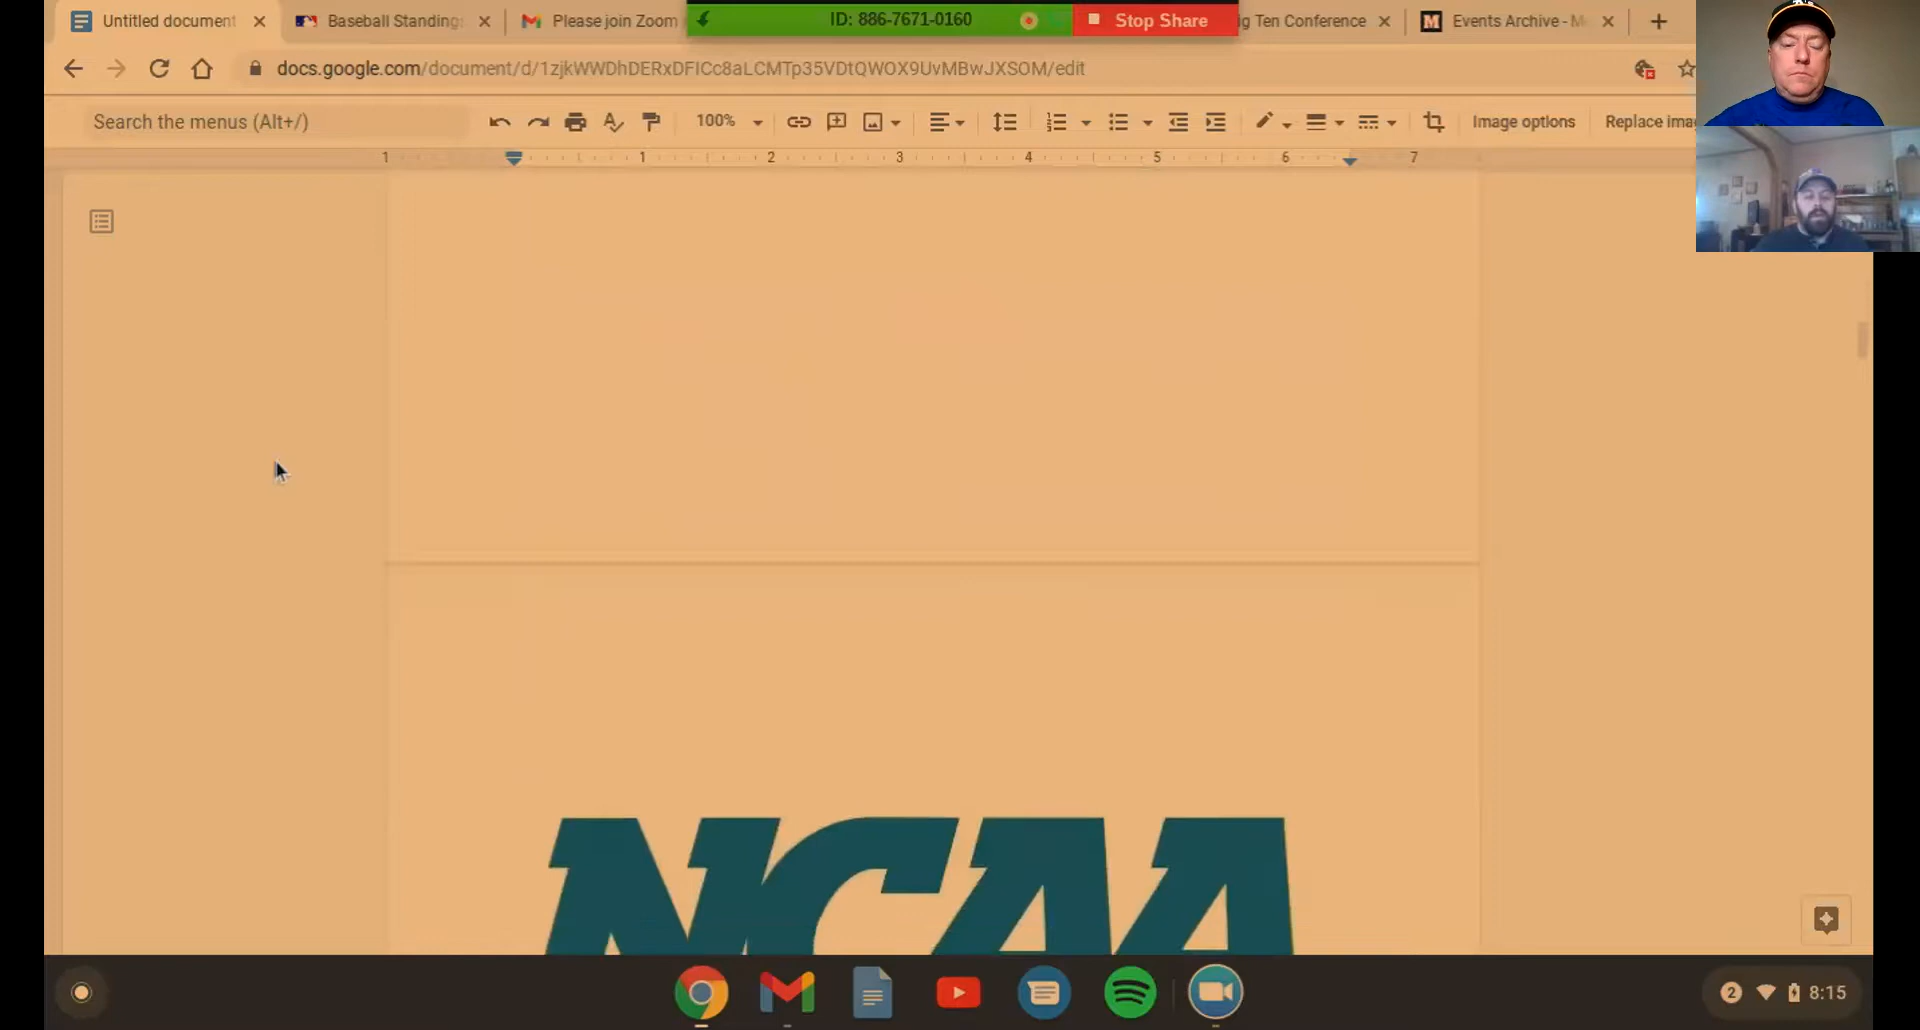 Untitled document
Baseball Standing
Please join Zoom
ID: 886-7671-0160
Stop Share
ig Ten Conference
M
Events Archive - M
docs.google.com/document/d/1zjkWWDhDERxDFICc8aLCMTp35VDtQWOX9UvMBwJXSOM/edit
Search the menus (Alt+/)
100%
Image options
Replace ima
1 1 2 3 4 5 6 7
NCAA
2
8:15